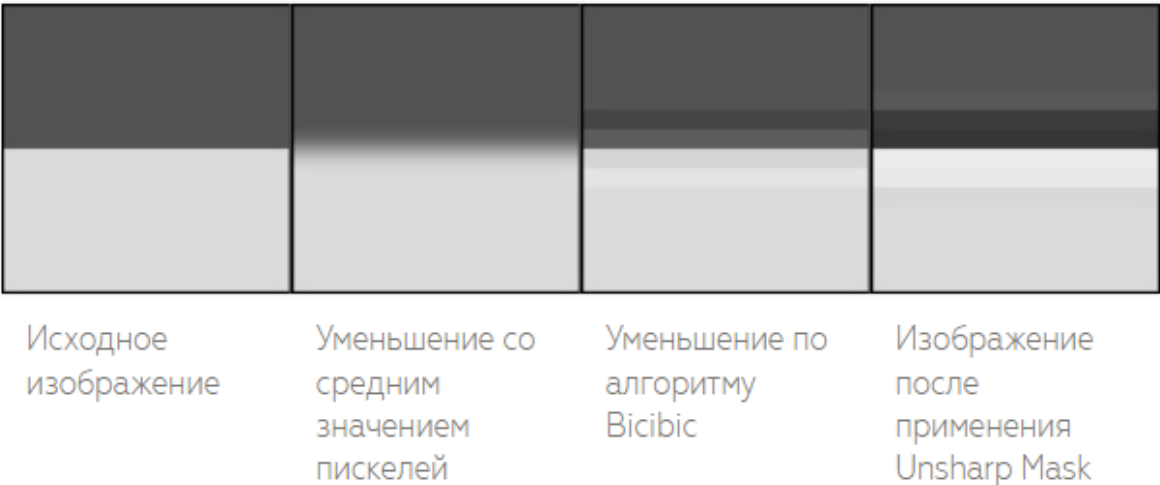 Исходное
изображение
Уменьшение со
средним
значением
пискелей
Уменьшение по
алгоритму
Bicibic
Изображение
после
применения
Unsharp Mask